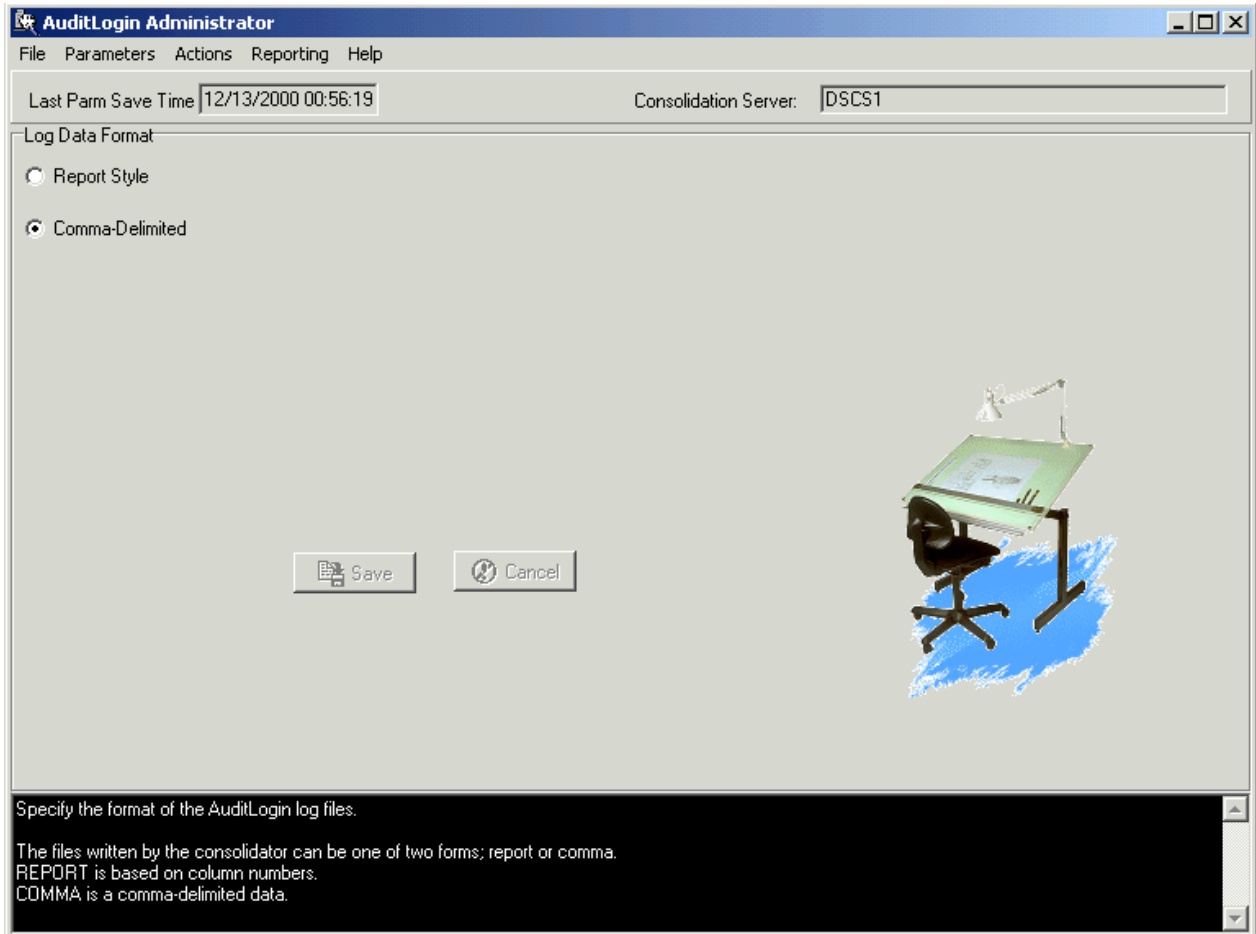 AuditLogin Administrator
File Parameters Actions Reporting Help
Last Parm Save Time 12/13/2000 00:56:19 Consolidation Server: DSCS1
Log Data Format
Report Style
Comma-Delimited
Save Cancel
Specify the format of the AuditLogin log files.
The files written by the consolidator can be one of two forms; report or comma.
REPORT is based on column numbers.
COMMA is a comma-delimited data.